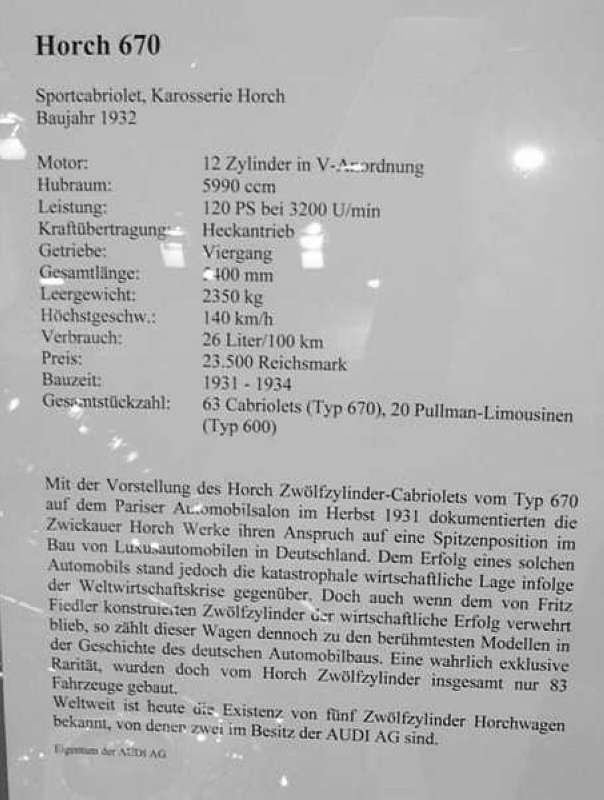 Horch 670
Sportcabriolet, Karosserie Horch
Baujahr 1932
Motor: 12 Zylinder in V-Anordnung
Hubraum: 5990 ccm
Leistung: 120 PS bei 3200 U/min
Kraftübertragung: Heckantrieb
Getriebe: Viergang
Gesamtlänge: 400 mm
Leergewicht: 2350 kg
Höchstgeschw.: 140 km/h
Verbrauch: 26 Liter/100 km
Preis: 23.500 Reichsmark
Bauzeit: 1931 - 1934
Gesamtstückzahl: 63 Cabriolets (Typ 670), 20 Pullman-Limousinen
(Typ 600)
Mit der Vorstellung des Horch Zwölfzylinder-Cabriolets vom Typ 670
auf dem Pariser Automobilsalon im Herbst 1931 dokumentierten die
Zwickauer Horch Werke ihren Anspruch auf eine Spitzenposition im
Bau von Luxusautomobilen in Deutschland. Dem Erfolg eines solchen
Automobils stand jedoch die katastrophale wirtschaftliche Lage infolge
der Weltwirtschaftskrise gegenüber. Doch auch wenn dem von Fritz
Fiedler konstruierten Zwölfzylinder der wirtschaftliche Erfolg verwehrt
blieb, so zählt dieser Wagen dennoch zu den berühmtesten Modellen in
der Geschichte des deutschen Automobilbaus. Eine wahrlich exklusive
Rarität, wurden doch vom Horch Zwölfzylinder insgesamt nur 83
Fahrzeuge gebaut.
Weltweit ist heute die Existenz von fünf Zwölfzylinder Horchwagen
bekannt, von denen zwei im Besitz der AUDI AG sind.
Eigentum der AUDI AG